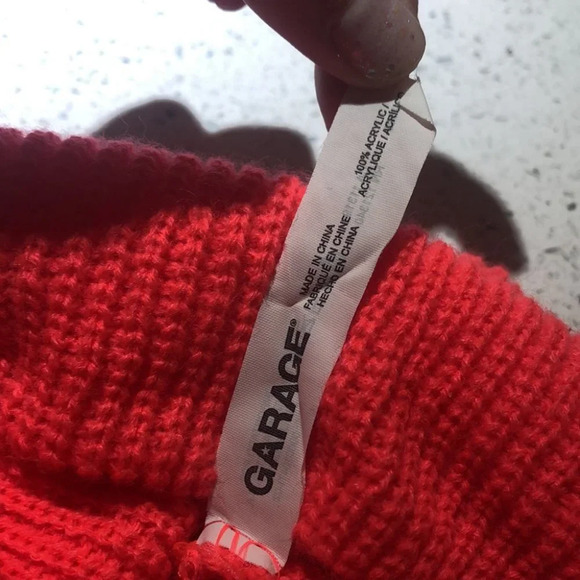 100% ACRYLIC /
ACRYLIQUE / ACRÍLICO
MADE IN CHINA
FABRIQUÉ EN CHINE
HECHO EN CHINA
GARAGE®